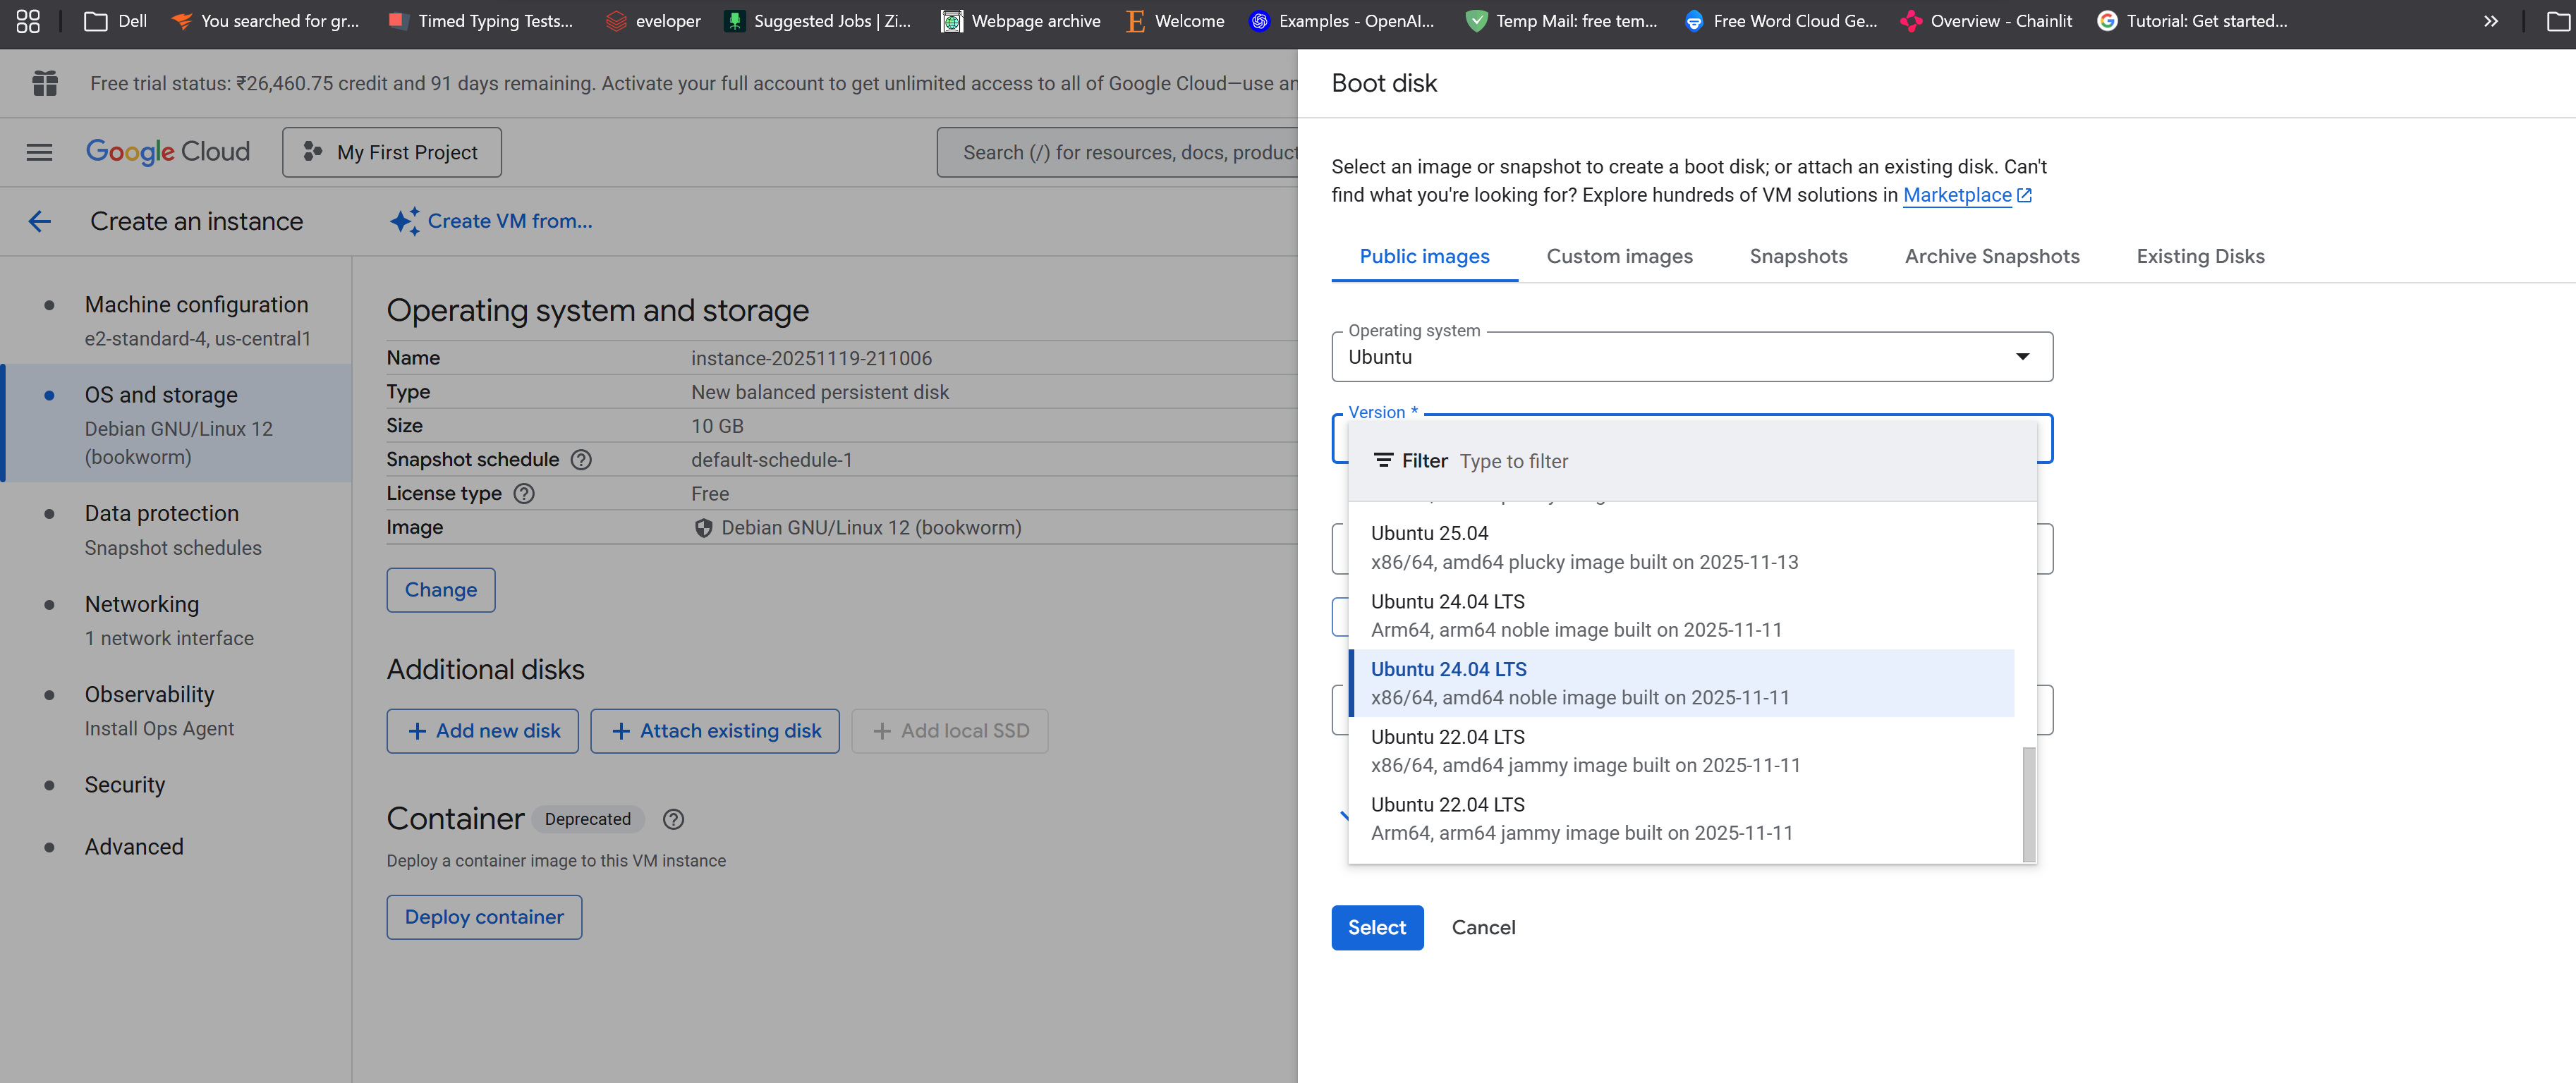 Dell
You searched for gr...
Timed Typing Tests...
eveloper
Suggested Jobs | Zi...
Webpage archive
Welcome
Examples - OpenAI...
Temp Mail: free tem...
Free Word Cloud Ge...
Overview - Chainlit
Tutorial: Get started...
Free trial status: ₹26,460.75 credit and 91 days remaining. Activate your full account to get unlimited access to all of Google Cloud—use an
Google Cloud
My First Project
Search (/) for resources, docs, product
Create an instance
Create VM from...
Machine configuration
e2-standard-4, us-central1
OS and storage
Debian GNU/Linux 12
(bookworm)
Data protection
Snapshot schedules
Networking
1 network interface
Observability
Install Ops Agent
Security
Advanced
Operating system and storage
Name instance-20251119-211006
Type New balanced persistent disk
Size 10 GB
Snapshot schedule default-schedule-1
License type Free
Image Debian GNU/Linux 12 (bookworm)
Change
Additional disks
Add new disk
Attach existing disk
Add local SSD
Container Deprecated
Deploy a container image to this VM instance
Deploy container
Boot disk
Select an image or snapshot to create a boot disk; or attach an existing disk. Can't
find what you're looking for? Explore hundreds of VM solutions in Marketplace
Public images
Custom images
Snapshots
Archive Snapshots
Existing Disks
Operating system
Ubuntu
Version *
Filter Type to filter
Ubuntu 25.04
x86/64, amd64 plucky image built on 2025-11-13
Ubuntu 24.04 LTS
Arm64, arm64 noble image built on 2025-11-11
Ubuntu 24.04 LTS
x86/64, amd64 noble image built on 2025-11-11
Ubuntu 22.04 LTS
x86/64, amd64 jammy image built on 2025-11-11
Ubuntu 22.04 LTS
Arm64, arm64 jammy image built on 2025-11-11
Select
Cancel